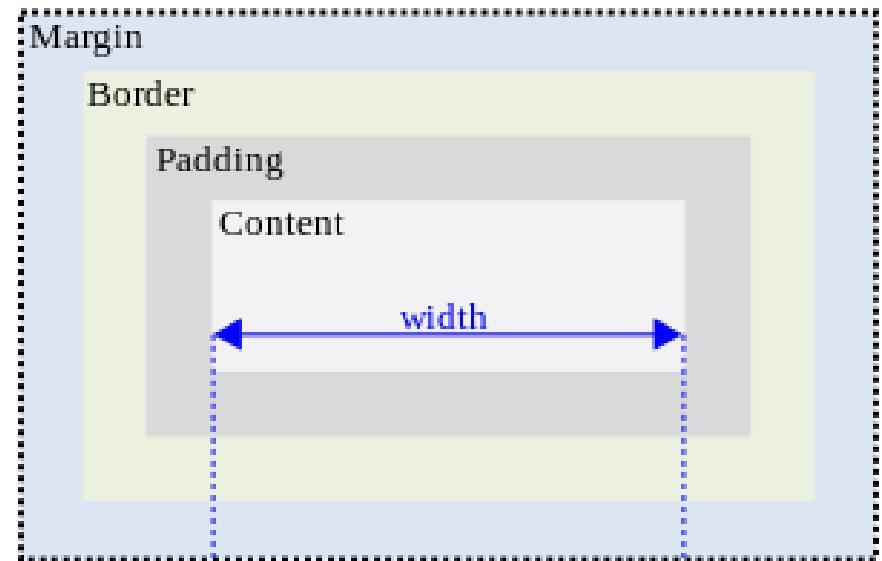 Margin
Border
Padding
Content
width